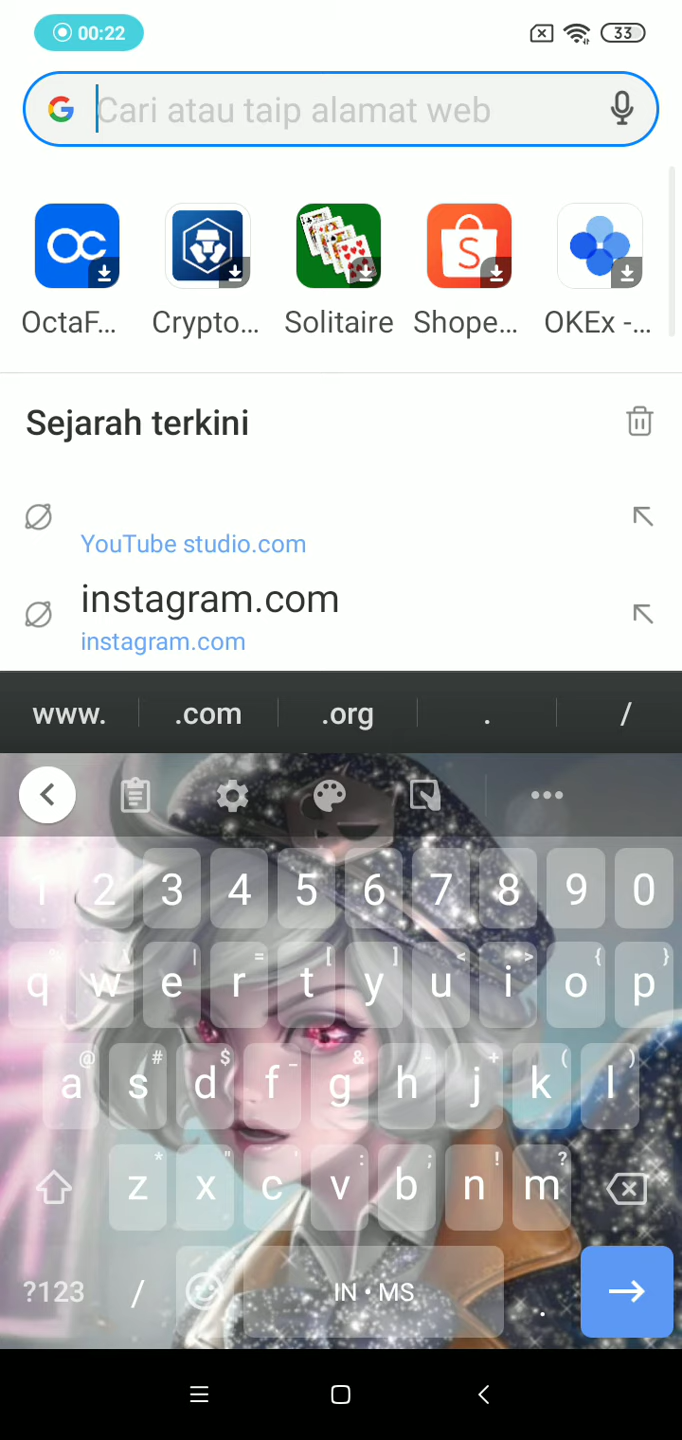 00:22
33
Cari atau taip alamat web
OctaF...
Crypto...
Solitaire
Shope...
OKEx -...
Sejarah terkini
YouTube studio.com
instagram.com
instagram.com
www. .com .org . /
1 2 3 4 5 6 7 8 9 0
% \ | = [ ] < > { }
q w e r t y u i o p
@ # $ _ & - + ( )
a s d f g h j k l
* " ' : ; ! ?
z x c v b n m
?123 / IN • MS .